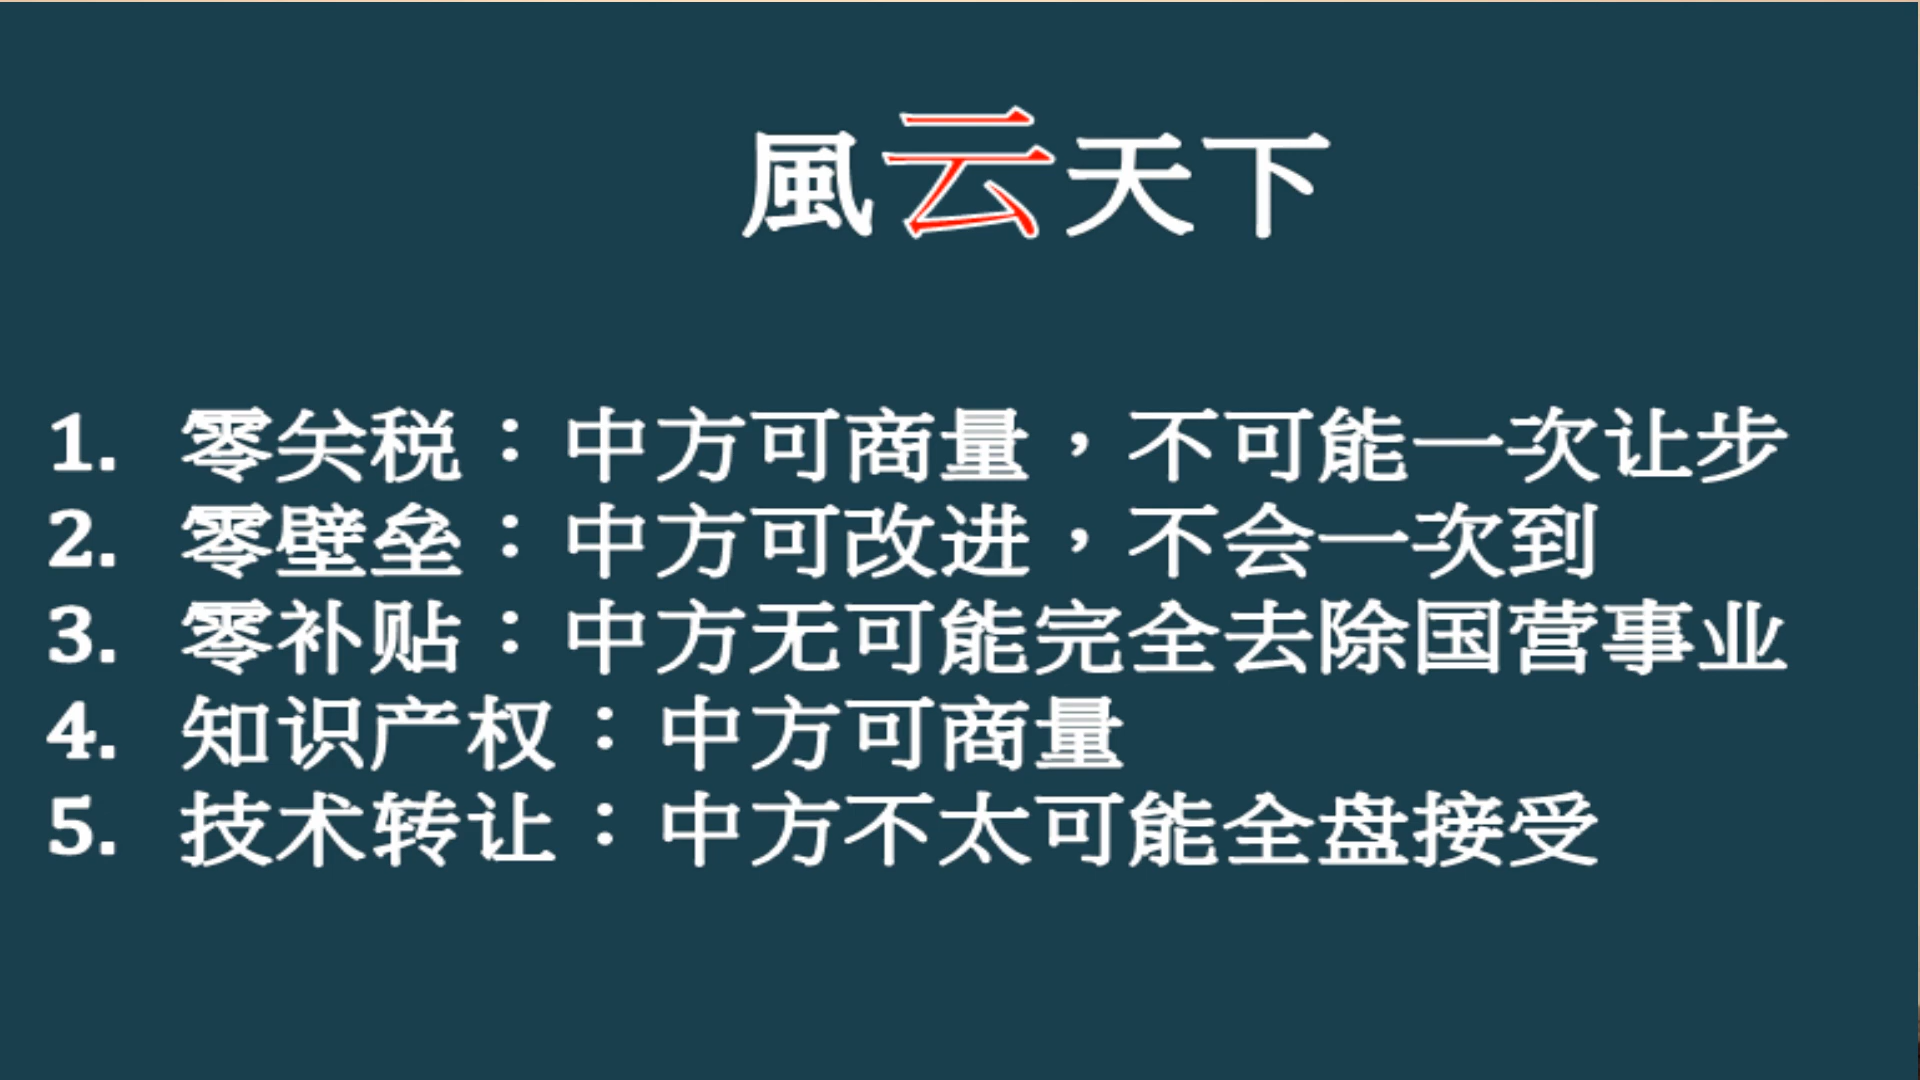 風云天下
1. 零关税：中方可商量，不可能一次让步
2. 零壁垒：中方可改进，不会一次到
3. 零补贴：中方无可能完全去除国营事业
4. 知识产权：中方可商量
5. 技术转让：中方不太可能全盘接受